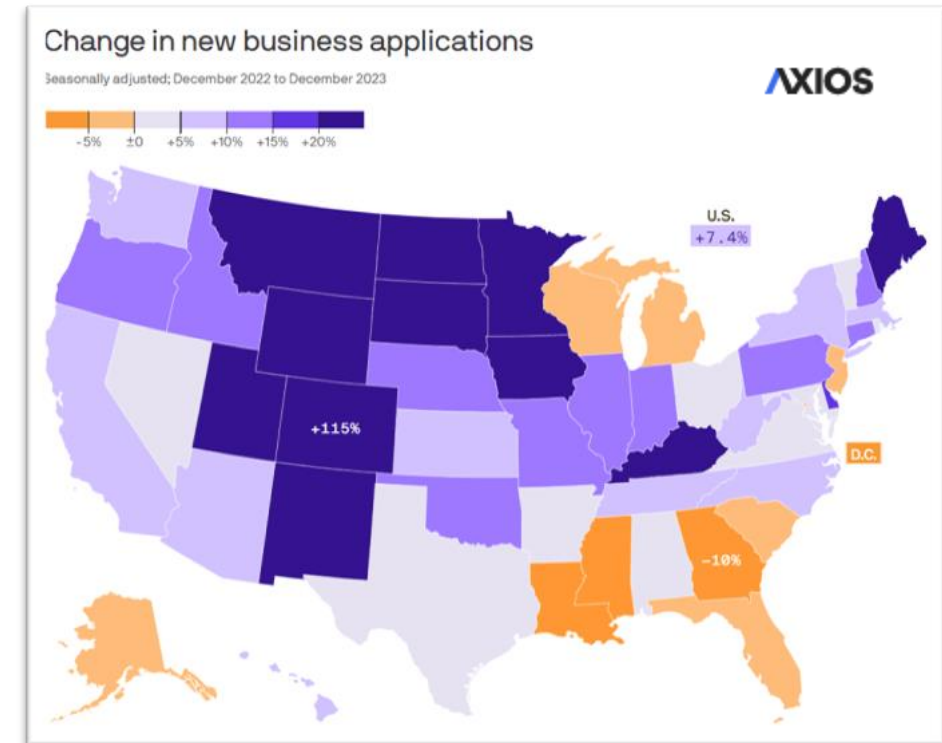 Change in new business applications
Seasonally adjusted; December 2022 to December 2023
AXIOS
-5% ±0 +5% +10% +15% +20%
U.S.
+7.4%
+115%
D.C.
-10%